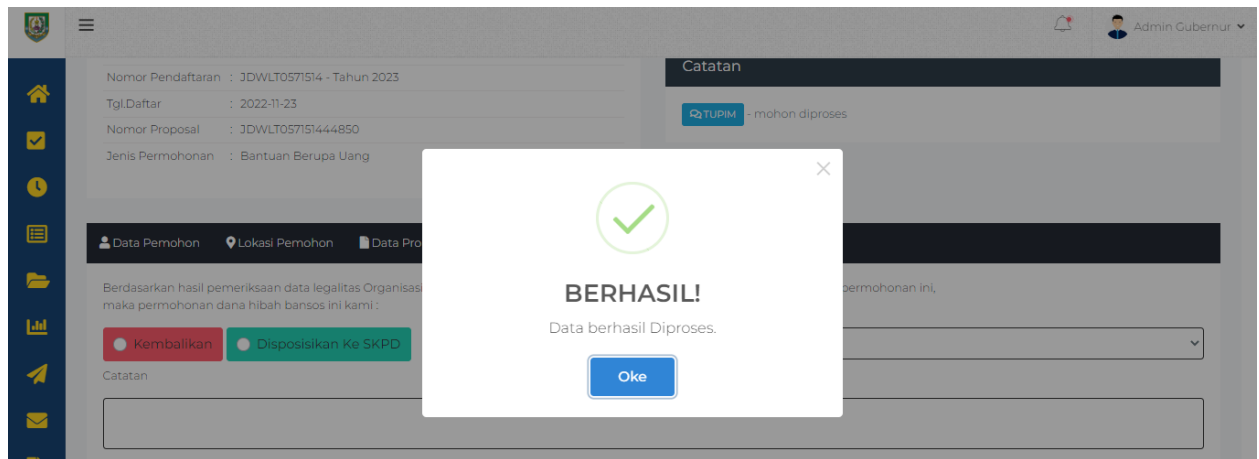 Admin Gubernur
Nomor Pendaftaran : JDWLT0571514 - Tahun 2023
Tgl.Daftar : 2022-11-23
Nomor Proposal : JDWLT057151444850
Jenis Permohonan : Bantuan Berupa Uang
Catatan
TUPIM - mohon diproses
Data Pemohon Lokasi Pemohon Data Pro
Berdasarkan hasil pemeriksaan data legalitas Organisas permohonan ini,
maka permohonan dana hibah bansos ini kami :
Kembalikan Disposisikan Ke SKPD
Catatan
×
BERHASIL!
Data berhasil Diproses.
Oke